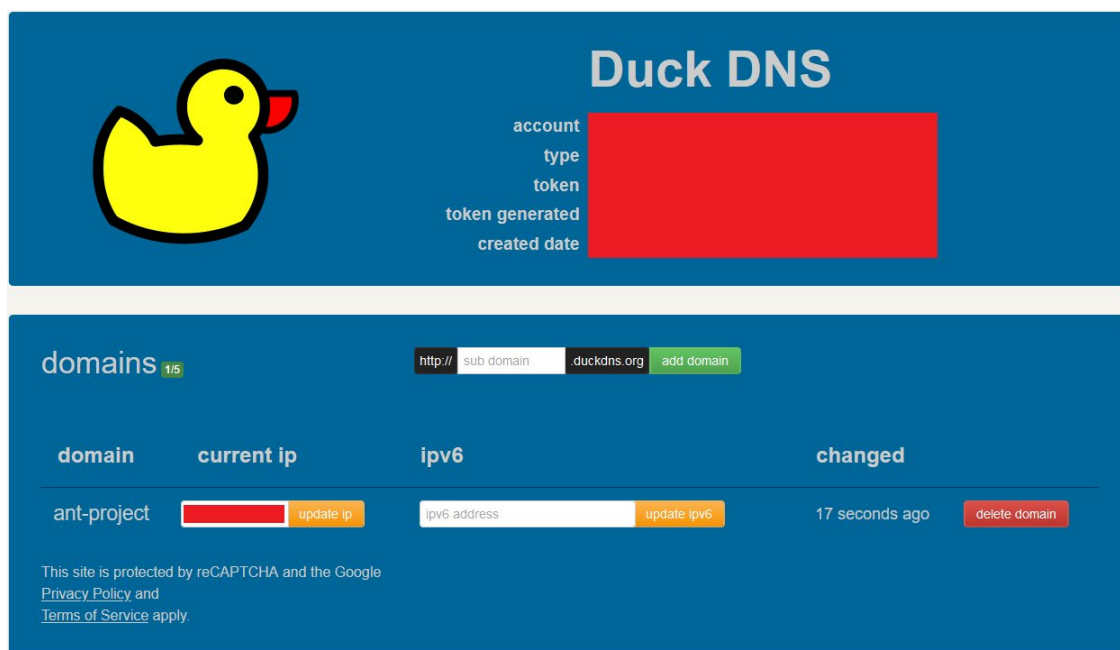 Duck DNS
account
type
token
token generated
created date
domains 1/5
http:// sub domain .duckdns.org add domain
domain current ip ipv6 changed
ant-project update ip ipv6 address update ipv6 17 seconds ago delete domain
This site is protected by reCAPTCHA and the Google
Privacy Policy and
Terms of Service apply.